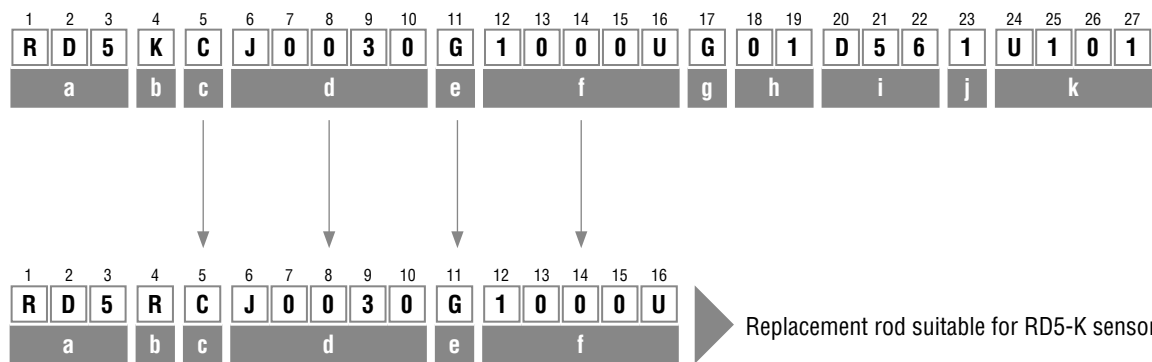 1 2 3 4 5 6 7 8 9 10 11 12 13 14 15 16 17 18 19 20 21 22 23 24 25 26 27
R D 5 K C J 0 0 3 0 G 1 0 0 0 U G 0 1 D 5 6 1 U 1 0 1
a b c d e f g h i j k
1 2 3 4 5 6 7 8 9 10 11 12 13 14 15 16
R D 5 R C J 0 0 3 0 G 1 0 0 0 U
a b c d e f
Replacement rod suitable for RD5-K sensor